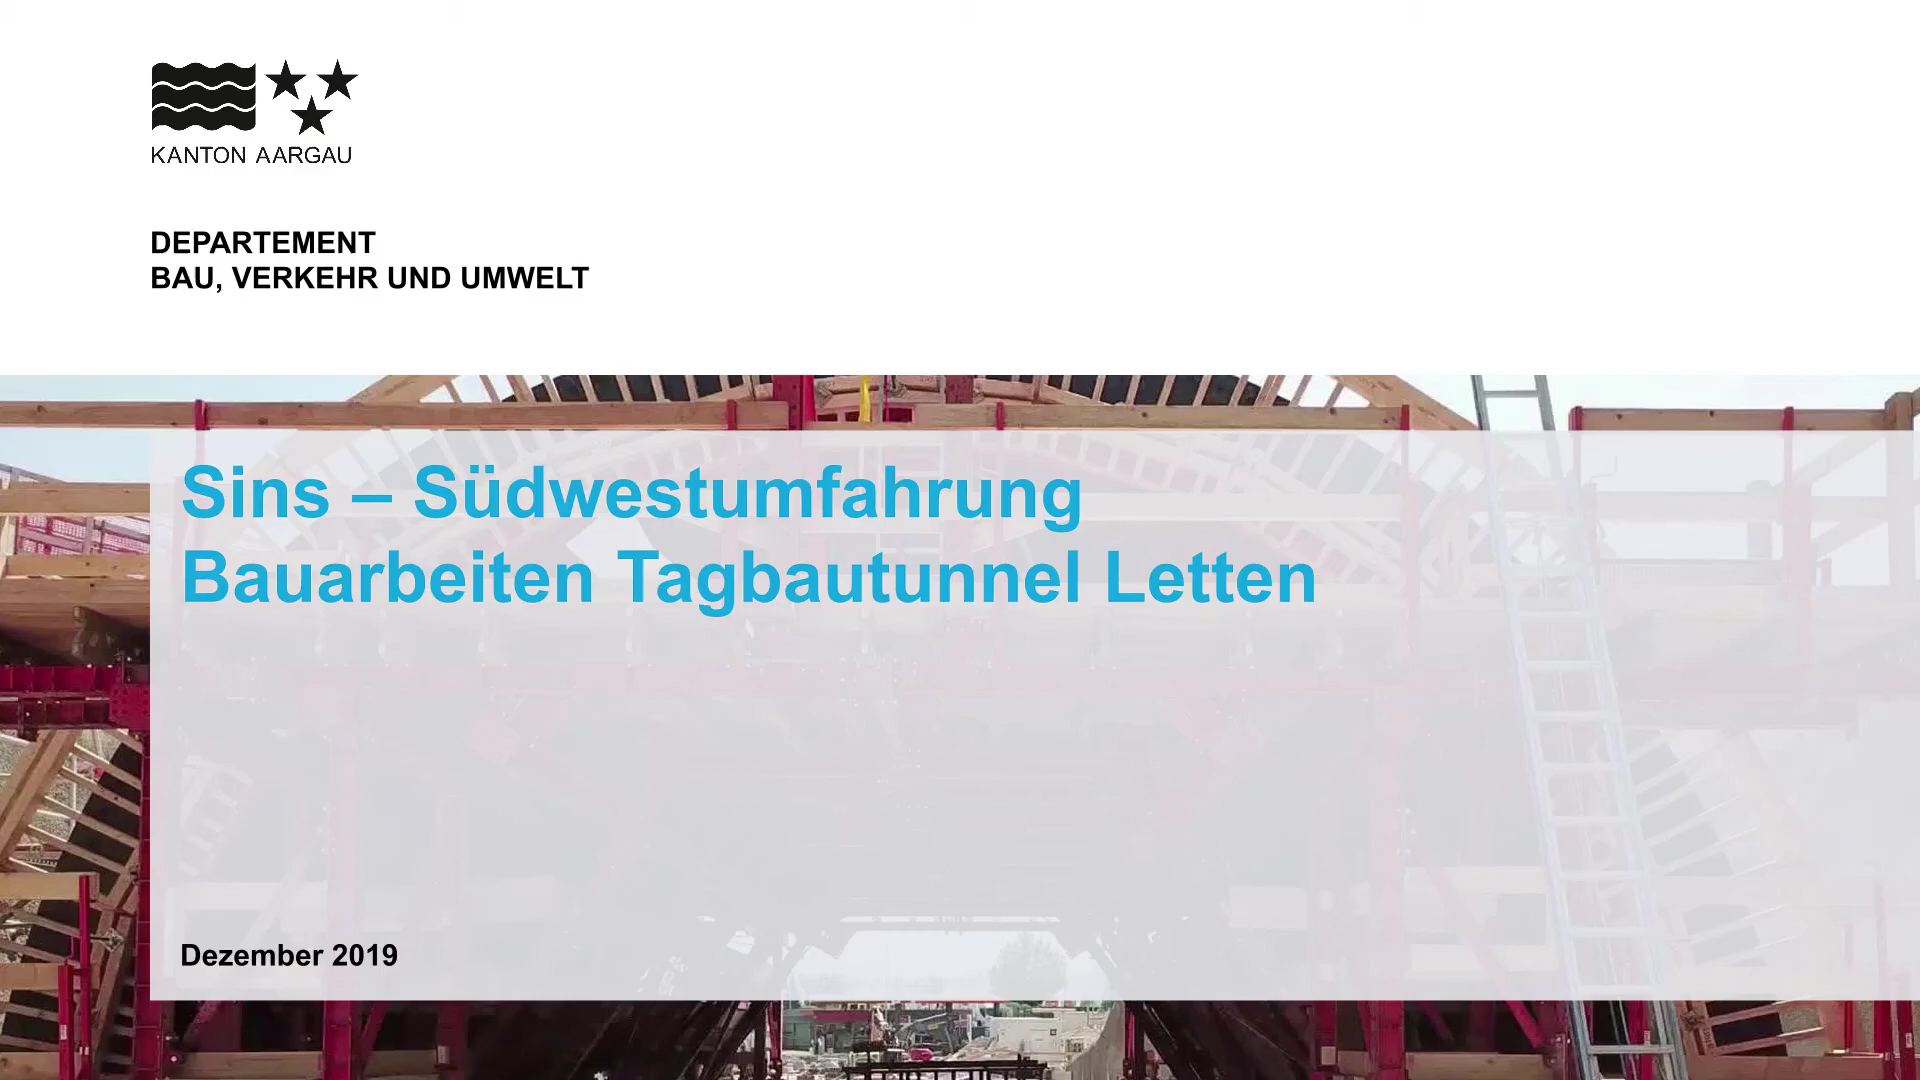 KANTON AARGAU
DEPARTEMENT
BAU, VERKEHR UND UMWELT
Sins – Südwestumfahrung
Bauarbeiten Tagbautunnel Letten
Dezember 2019